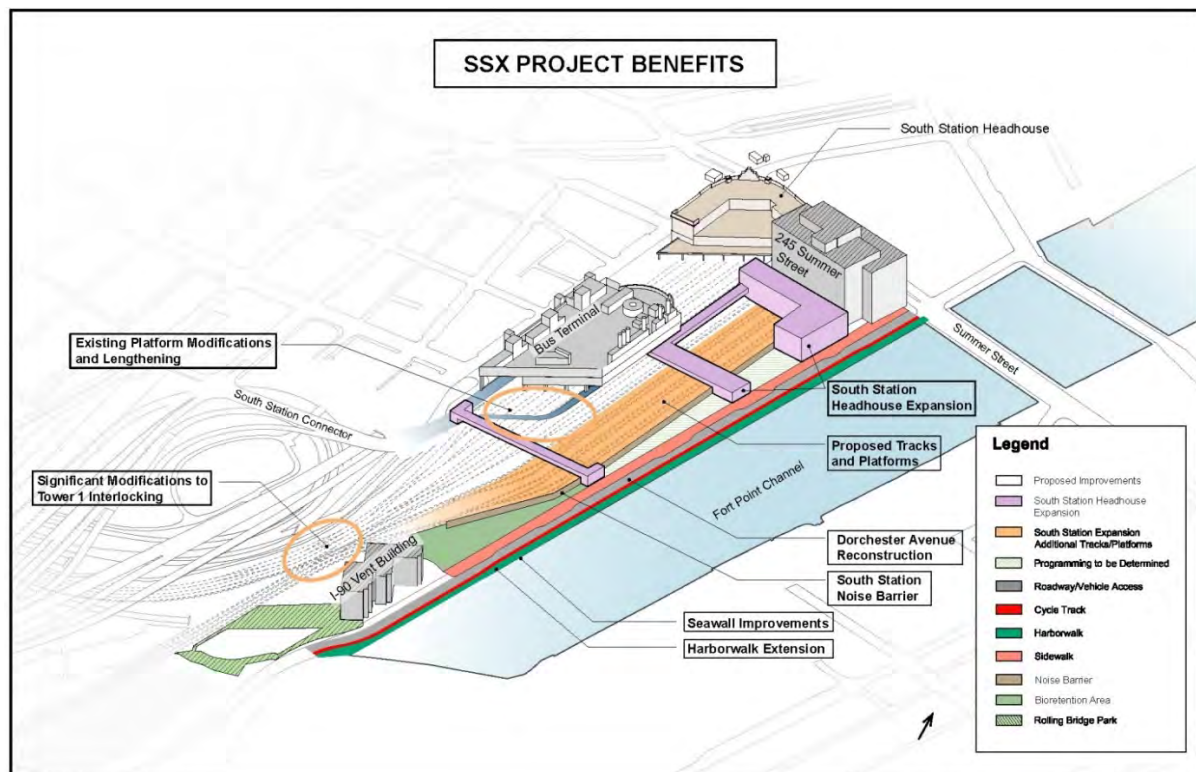 SSX PROJECT BENEFITS
South Station Headhouse
245 Summer
Street
Bus Terminal
Existing Platform Modifications
and Lengthening
Summer Street
South Station Connector
South Station
Headhouse Expansion
Proposed Tracks
and Platforms
Significant Modifications to
Tower 1 Interlocking
Fort Point Channel
I-90 Vent Building
Dorchester Avenue
Reconstruction
South Station
Noise Barrier
Seawall Improvements
Harborwalk Extension
Legend
Proposed Improvements
South Station Headhouse
Expansion
South Station Expansion
Additional Tracks/Platforms
Programming to be Determined
Roadway/Vehicle Access
Cycle Track
Harborwalk
Sidewalk
Noise Barrier
Bioretention Area
Rolling Bridge Park